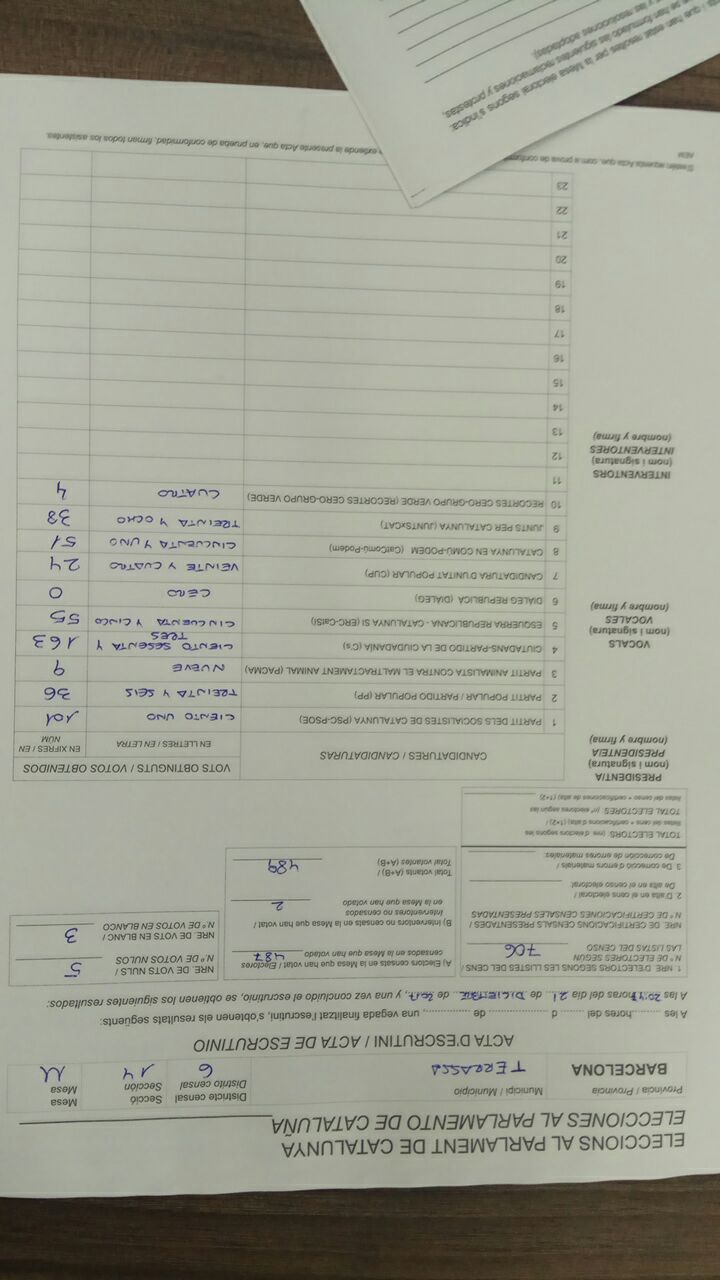 ELECCIONS AL PARLAMENT DE CATALUNYA
ELECCIONES AL PARLAMENTO DE CATALUÑA
Província / Provincia
BARCELONA
Municipi / Municipio
TERRASSA
Districte censal
Distrito censal
6
Secció
Sección
14
Mesa
Mesa
U
ACTA D'ESCRUTINI / ACTA DE ESCRUTINIO
A les ........ hores del ........ d ........ de ........, una vegada finalitzat l'escrutini, s'obtenen els resultats següents:
A las 20:47 horas del día 21 de DICIEMBRE de 2017, y una vez concluido el escrutinio, se obtienen los siguientes resultados:
1. NRE. D'ELECTORS SEGONS LES LLISTES DEL CENS /
N.º DE ELECTORES SEGÚN
LAS LISTAS DEL CENSO 706
NRE. DE CERTIFICACIONS CENSALS PRESENTADES /
N.º DE CERTIFICACIONES CENSALES PRESENTADAS
2. D'alta en el cens electoral /
De alta en el censo electoral:
3. De correcció d'errors materials /
De corrección de errores materiales:
TOTAL ELECTORS: (nre. d'electors segons les
llistes del cens + certificacions d'alta) (1+2) /
TOTAL ELECTORES: (nº electores según las
listas del censo + certificaciones de alta) (1+2)
A) Electors censats en la Mesa que han votat / Electores
censados en la Mesa que han votado 487
B) Interventors no censats en la Mesa que han votat /
Interventores no censados
en la Mesa que han votado 2
Total votants (A+B) /
Total votantes (A+B) 489
NRE. DE VOTS NULS /
N.º DE VOTOS NULOS 5
NRE. DE VOTS EN BLANC /
N.º DE VOTOS EN BLANCO 3
PRESIDENT/A
(nom i signatura)
PRESIDENTE/A
(nombre y firma)
VOCALS
(nom i signatura)
VOCALES
(nombre y firma)
INTERVENTORS
(nom i signatura)
INTERVENTORES
(nombre y firma)
CANDIDATURES / CANDIDATURAS
VOTS OBTINGUTS / VOTOS OBTENIDOS
EN LLETRES / EN LETRA
EN XIFRES / EN NÚM
1 PARTIT DELS SOCIALISTES DE CATALUNYA (PSC-PSOE) CIENTO UNO 101
2 PARTIT POPULAR / PARTIDO POPULAR (PP) TREINTA Y SEIS 36
3 PARTIT ANIMALISTA CONTRA EL MALTRACTAMENT ANIMAL (PACMA) NUEVE 9
4 CIUTADANS-PARTIDO DE LA CIUDADANÍA (C's) CIENTO SESENTA Y TRES 163
5 ESQUERRA REPUBLICANA - CATALUNYA SÍ (ERC-CatSí) CINCUENTA Y CINCO 55
6 DIÀLEG REPÚBLICA (DIÀLEG) CERO 0
7 CANDIDATURA D'UNITAT POPULAR (CUP) VEINTE Y CUATRO 24
8 CATALUNYA EN COMÚ-PODEM (CatComú-Podem) CINCUENTA Y UNO 51
9 JUNTS PER CATALUNYA (JUNTSxCAT) TREINTA Y OCHO 38
10 RECORTES CERO-GRUPO VERDE (RECORTES CERO-GRUPO VERDE) CUATRO 4
11
12
13
14
15
16
17
18
19
20
21
22
23
S'estén aquesta Acta que, com a prova de conform
extiende la presente Acta que, en prueba de conformidad, firman todos los asistentes.
que han estat resoltes per la Mesa electoral segons s'indica:
se han formulado las siguientes reclamaciones y protestas,
y las resoluciones adoptadas):